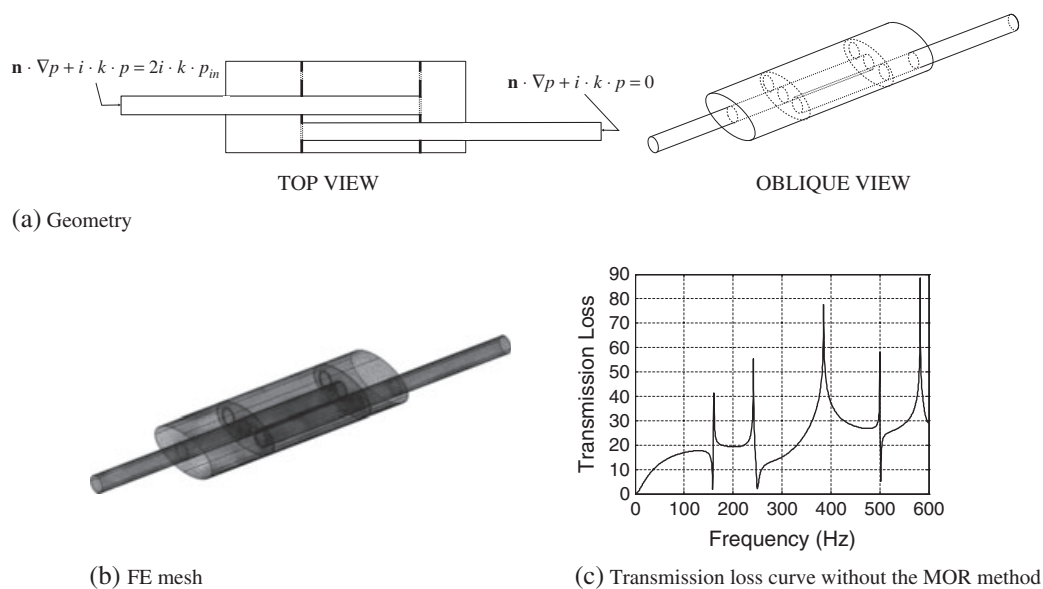 n · ∇p + i · k · p = 2i · k · p_in
n · ∇p + i · k · p = 0
TOP VIEW
OBLIQUE VIEW
(a) Geometry
(b) FE mesh
Transmission Loss
90
80
70
60
50
40
30
20
10
0
0 100 200 300 400 500 600
Frequency (Hz)
(c) Transmission loss curve without the MOR method